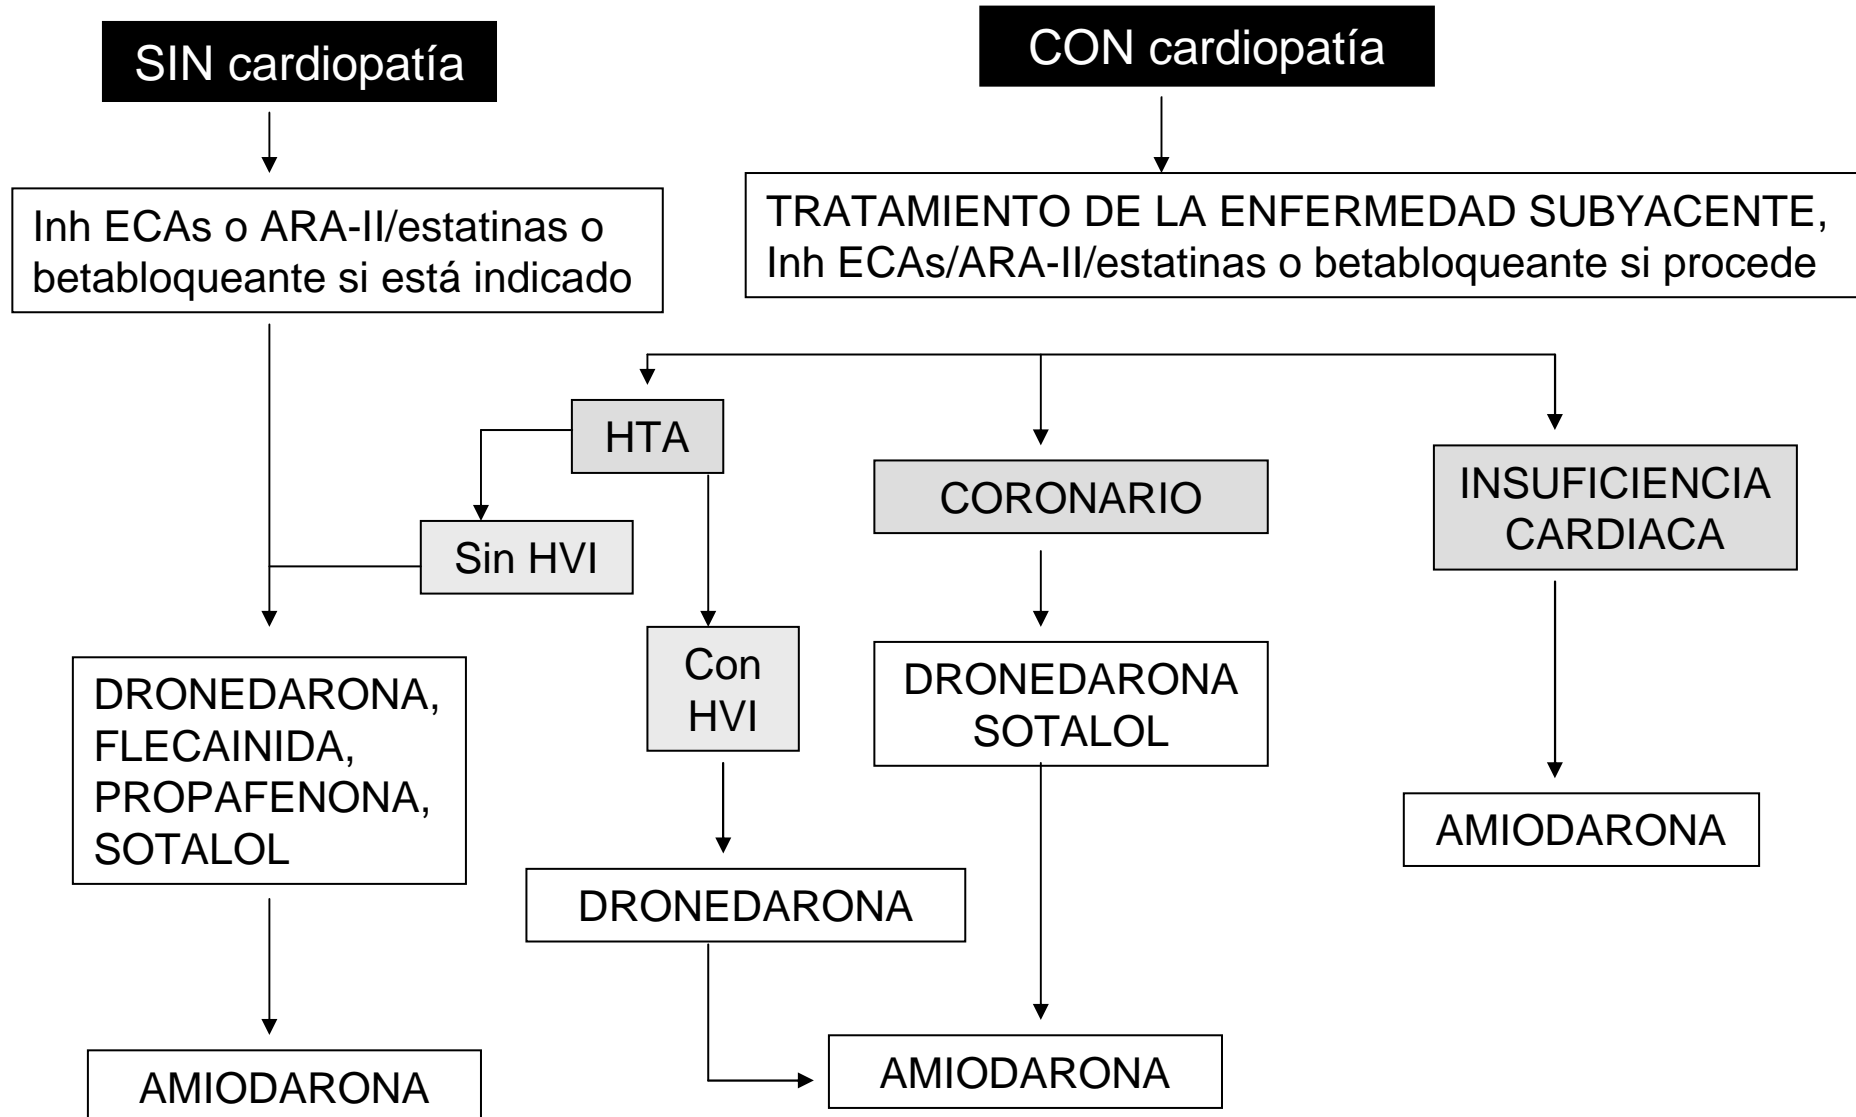 SIN cardiopatía
CON cardiopatía
Inh ECAs o ARA-II/estatinas o
betabloqueante si está indicado
TRATAMIENTO DE LA ENFERMEDAD SUBYACENTE,
Inh ECAs/ARA-II/estatinas o betabloqueante si procede
HTA
Sin HVI
Con
HVI
CORONARIO
INSUFICIENCIA
CARDIACA
DRONEDARONA,
FLECAINIDA,
PROPAFENONA,
SOTALOL
DRONEDARONA
DRONEDARONA
SOTALOL
AMIODARONA
AMIODARONA
AMIODARONA